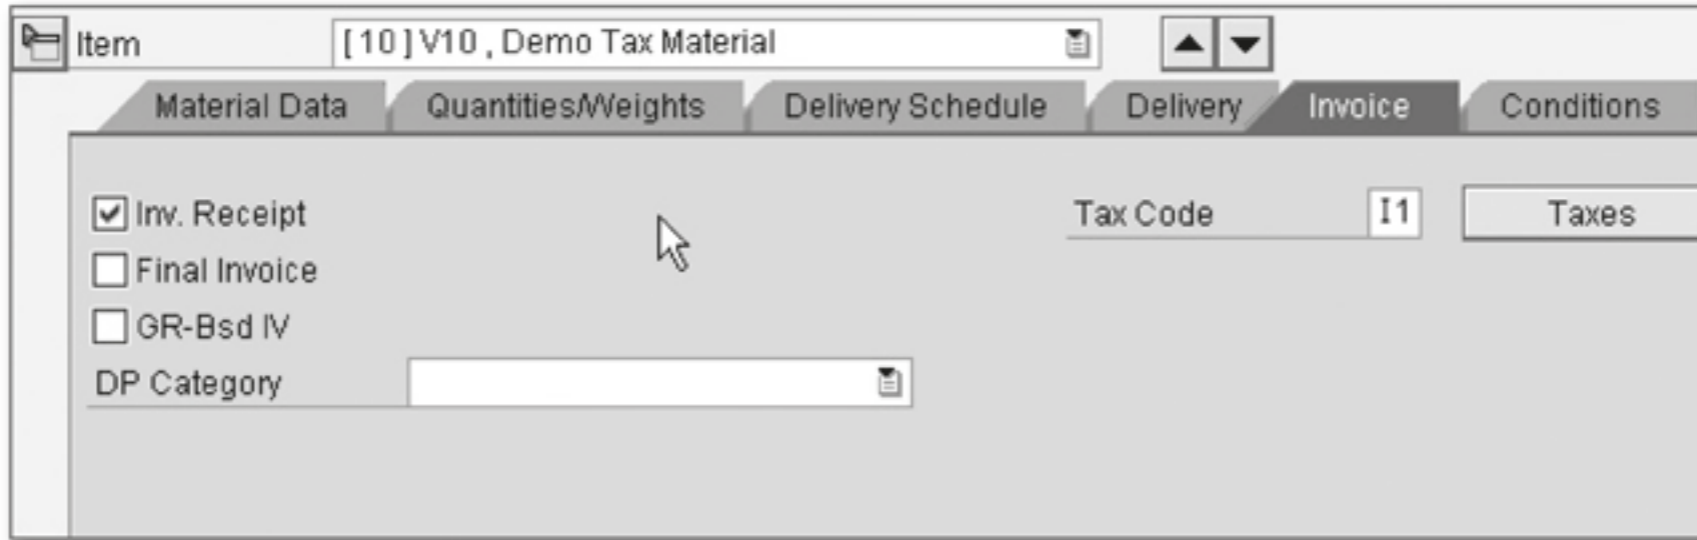 Item [ 10 ] V10 , Demo Tax Material
Material Data Quantities/Weights Delivery Schedule Delivery Invoice Conditions
Inv. Receipt Tax Code I1 Taxes
Final Invoice
GR-Bsd IV
DP Category